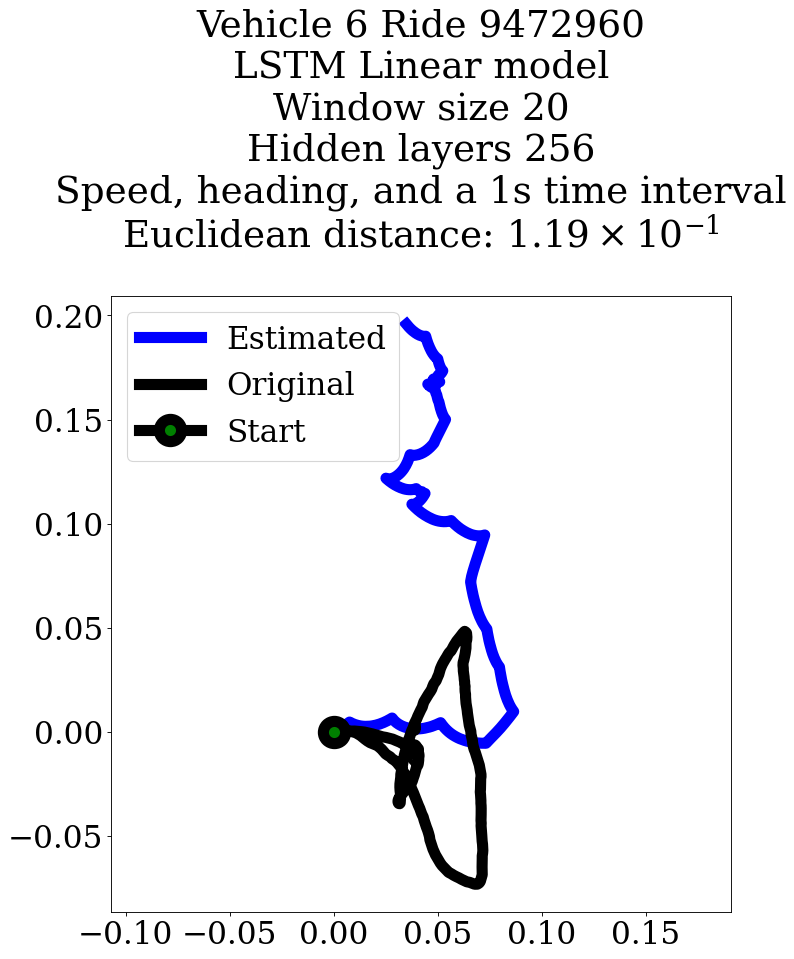 Vehicle 6 Ride 9472960
LSTM Linear model
Window size 20
Hidden layers 256
Speed, heading, and a 1s time interval
Euclidean distance: 1.19 × 10⁻¹
Estimated
Original
Start
0.20
0.15
0.10
0.05
0.00
−0.05
−0.10 −0.05 0.00 0.05 0.10 0.15